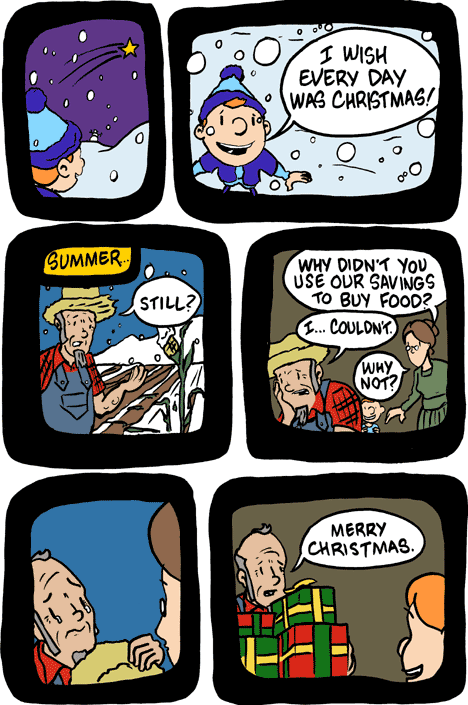 I WISH
EVERY DAY
WAS CHRISTMAS!
SUMMER...
STILL?
WHY DIDN'T YOU
USE OUR SAVINGS
TO BUY FOOD?
I... COULDN'T.
WHY
NOT?
MERRY
CHRISTMAS.